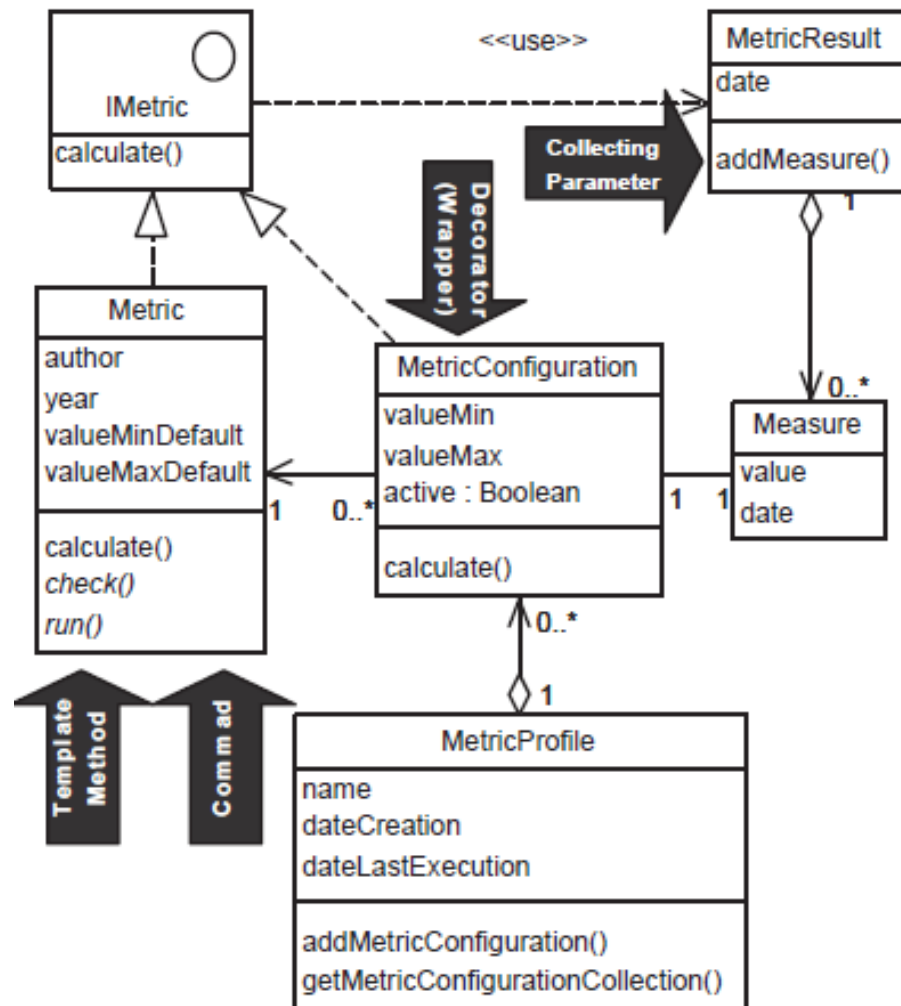 <<use>>
IMetric
calculate()
MetricResult
date
addMeasure()
Collecting
Parameter
Decorator
(Wrapper)
1
0..*
Metric
author
year
valueMinDefault
valueMaxDefault
calculate()
check()
run()
1
0..*
MetricConfiguration
valueMin
valueMax
active : Boolean
calculate()
1
1
Measure
value
date
0..*
1
Template
Method
Commad
MetricProfile
name
dateCreation
dateLastExecution
addMetricConfiguration()
getMetricConfigurationCollection()